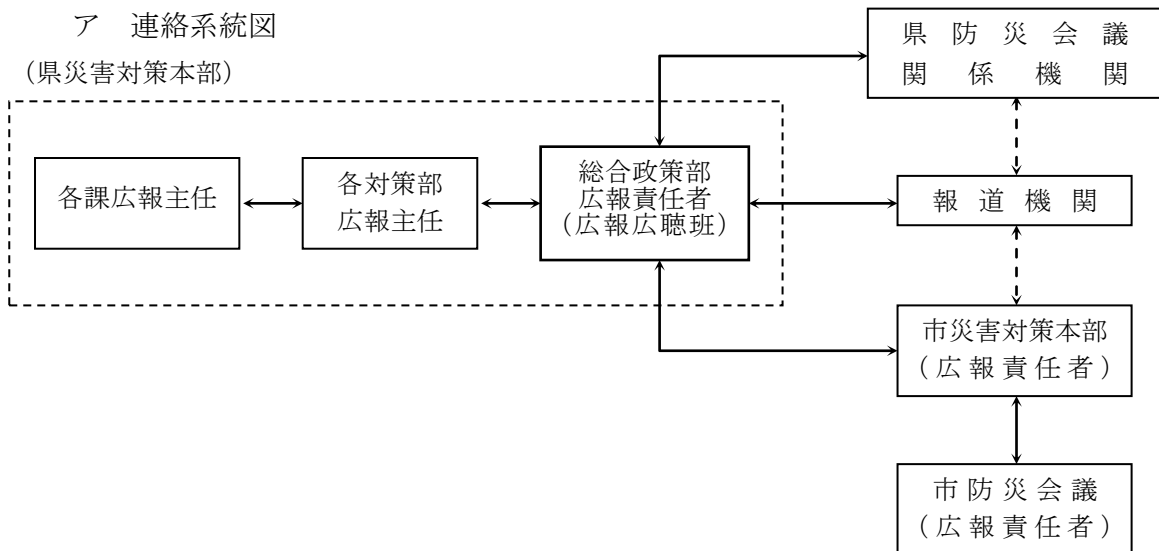 ア　連絡系統図
（県災害対策本部）
県防災会議
関係機関
各課広報主任
各対策部
広報主任
総合政策部
広報責任者
（広報広聴班）
報道機関
市災害対策本部
（広報責任者）
市防災会議
（広報責任者）